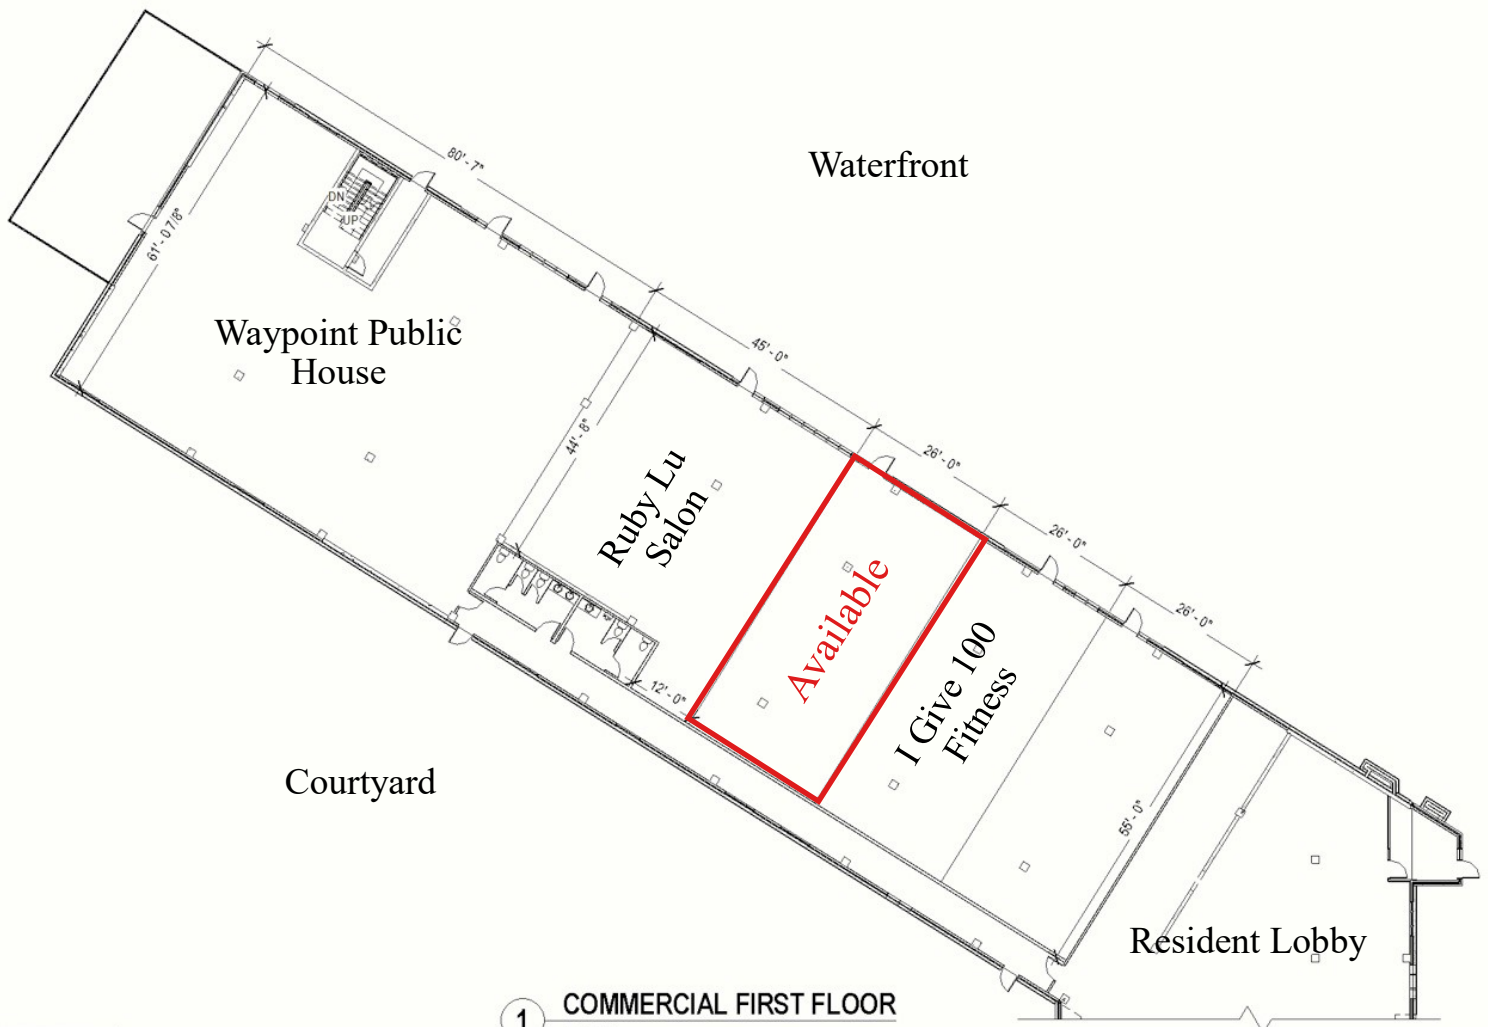 80'- 7"
Waterfront
DN
UP
61'- 0 7/8"
Waypoint Public
House
45'- 0"
44'- 8"
26'- 0"
Ruby Lu
Salon
26'- 0"
Available
26'- 0"
I Give 100
Fitness
12'- 0"
Courtyard
55'- 0"
Resident Lobby
1
COMMERCIAL FIRST FLOOR